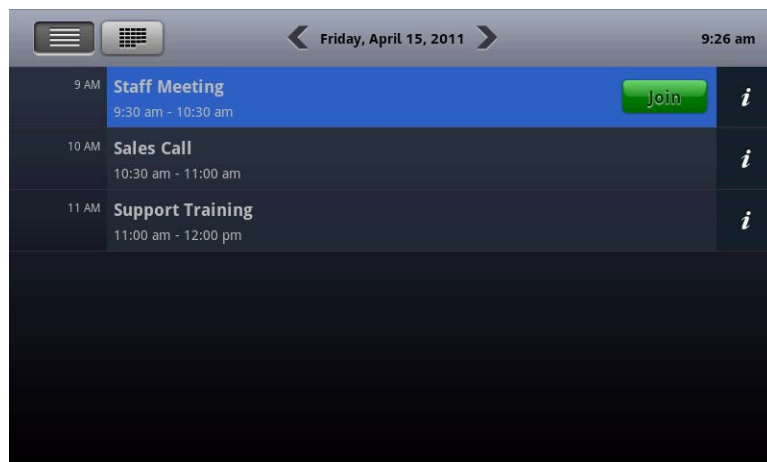 Friday, April 15, 2011
9:26 am
9 AM
Staff Meeting
9:30 am - 10:30 am
Join
i
10 AM
Sales Call
10:30 am - 11:00 am
i
11 AM
Support Training
11:00 am - 12:00 pm
i